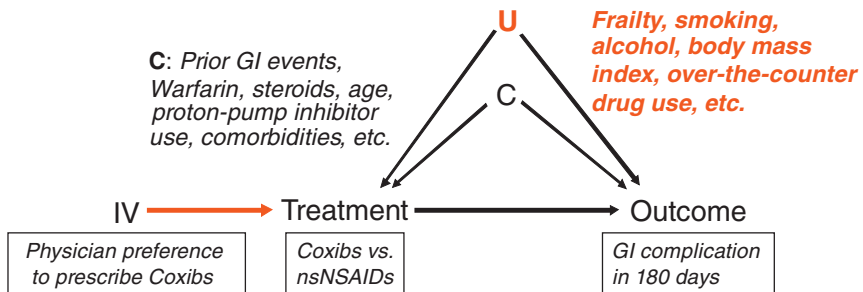 U
Frailty, smoking,
alcohol, body mass
index, over-the-counter
drug use, etc.
C: Prior GI events,
Warfarin, steroids, age,
proton-pump inhibitor
use, comorbidities, etc.
C
IV
Treatment
Outcome
Physician preference
to prescribe Coxibs
Coxibs vs.
nsNSAIDs
GI complication
in 180 days